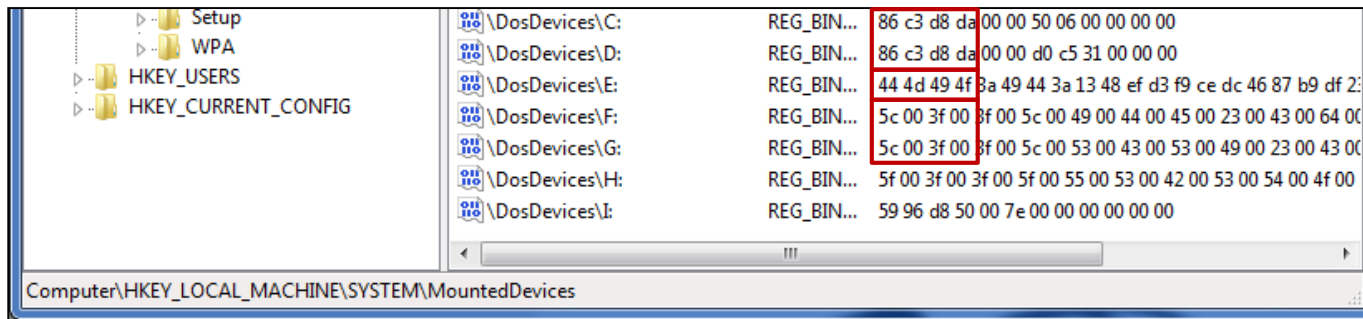 Setup
WPA
HKEY_USERS
HKEY_CURRENT_CONFIG
\DosDevices\C: REG_BIN... 86 c3 d8 da 00 00 50 06 00 00 00 00
\DosDevices\D: REG_BIN... 86 c3 d8 da 00 00 d0 c5 31 00 00 00
\DosDevices\E: REG_BIN... 44 4d 49 4f 3a 49 44 3a 13 48 ef d3 f9 ce dc 46 87 b9 df 23
\DosDevices\F: REG_BIN... 5c 00 3f 00 3f 00 5c 00 49 00 44 00 45 00 23 00 43 00 64 00
\DosDevices\G: REG_BIN... 5c 00 3f 00 3f 00 5c 00 53 00 43 00 53 00 49 00 23 00 43 00
\DosDevices\H: REG_BIN... 5f 00 3f 00 3f 00 5f 00 55 00 53 00 42 00 53 00 54 00 4f 00
\DosDevices\I: REG_BIN... 59 96 d8 50 00 7e 00 00 00 00 00 00
Computer\HKEY_LOCAL_MACHINE\SYSTEM\MountedDevices